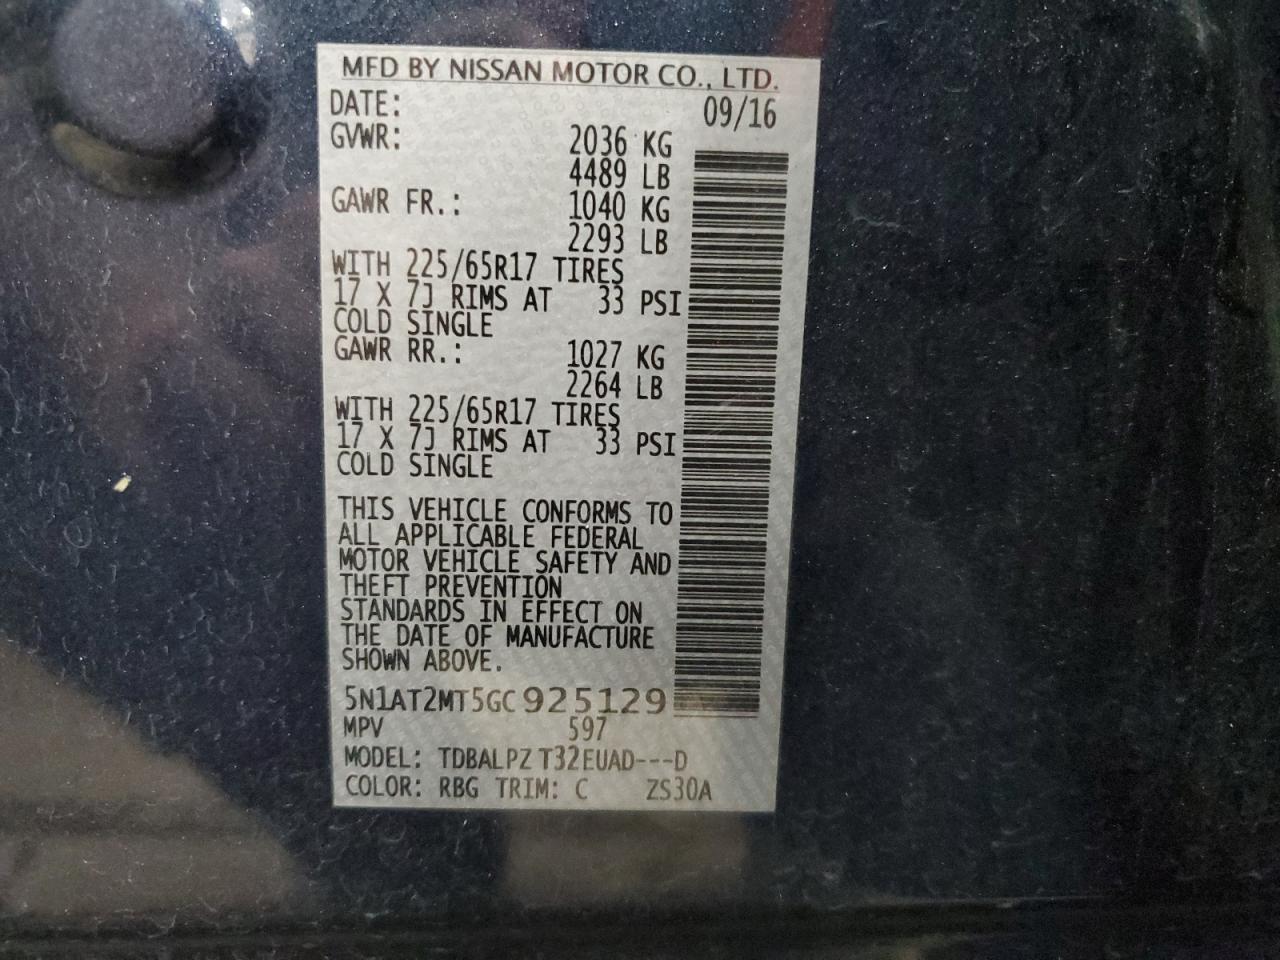 MFD BY NISSAN MOTOR CO., LTD.
DATE: 09/16
GVWR: 2036 KG
4489 LB
GAWR FR.: 1040 KG
2293 LB
WITH 225/65R17 TIRES
17 X 7J RIMS AT 33 PSI
COLD SINGLE
GAWR RR.: 1027 KG
2264 LB
WITH 225/65R17 TIRES
17 X 7J RIMS AT 33 PSI
COLD SINGLE
THIS VEHICLE CONFORMS TO
ALL APPLICABLE FEDERAL
MOTOR VEHICLE SAFETY AND
THEFT PREVENTION
STANDARDS IN EFFECT ON
THE DATE OF MANUFACTURE
SHOWN ABOVE.
5N1AT2MT5GC925129
MPV 597
MODEL: TDBALPZ T32EUAD---D
COLOR: RBG TRIM: C ZS30A